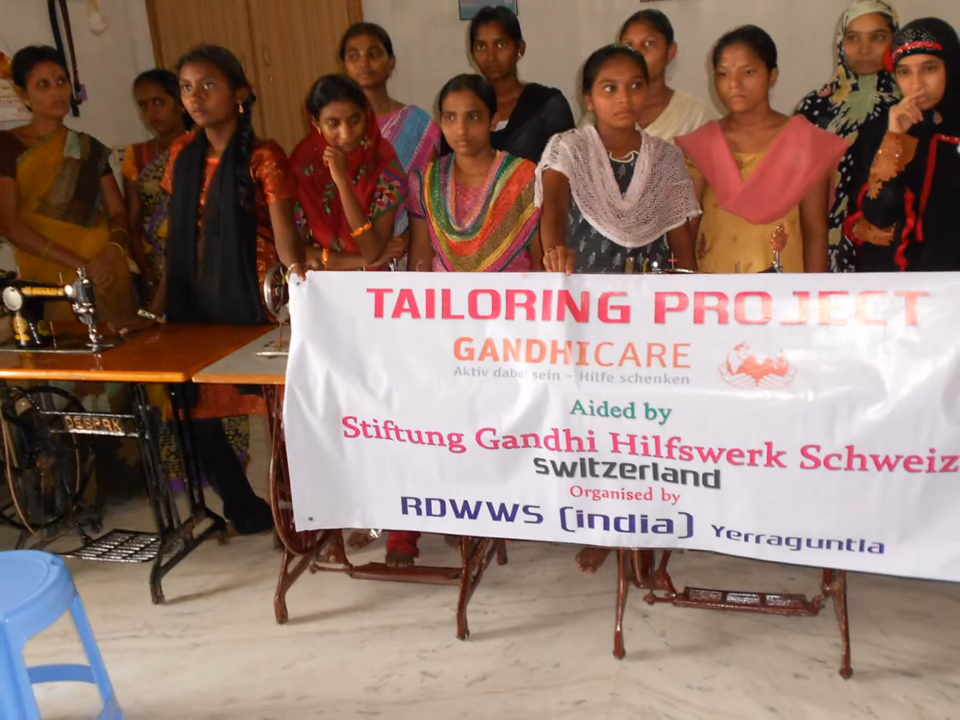 TAILORING PROJECT
GANDHICARE
Aktiv dabei sein – Hilfe schenken
Aided by
Stiftung Gandhi Hilfswerk Schweiz
switzerland
Organised by
RDWWS (india) Yerraguntla
DEEPAK